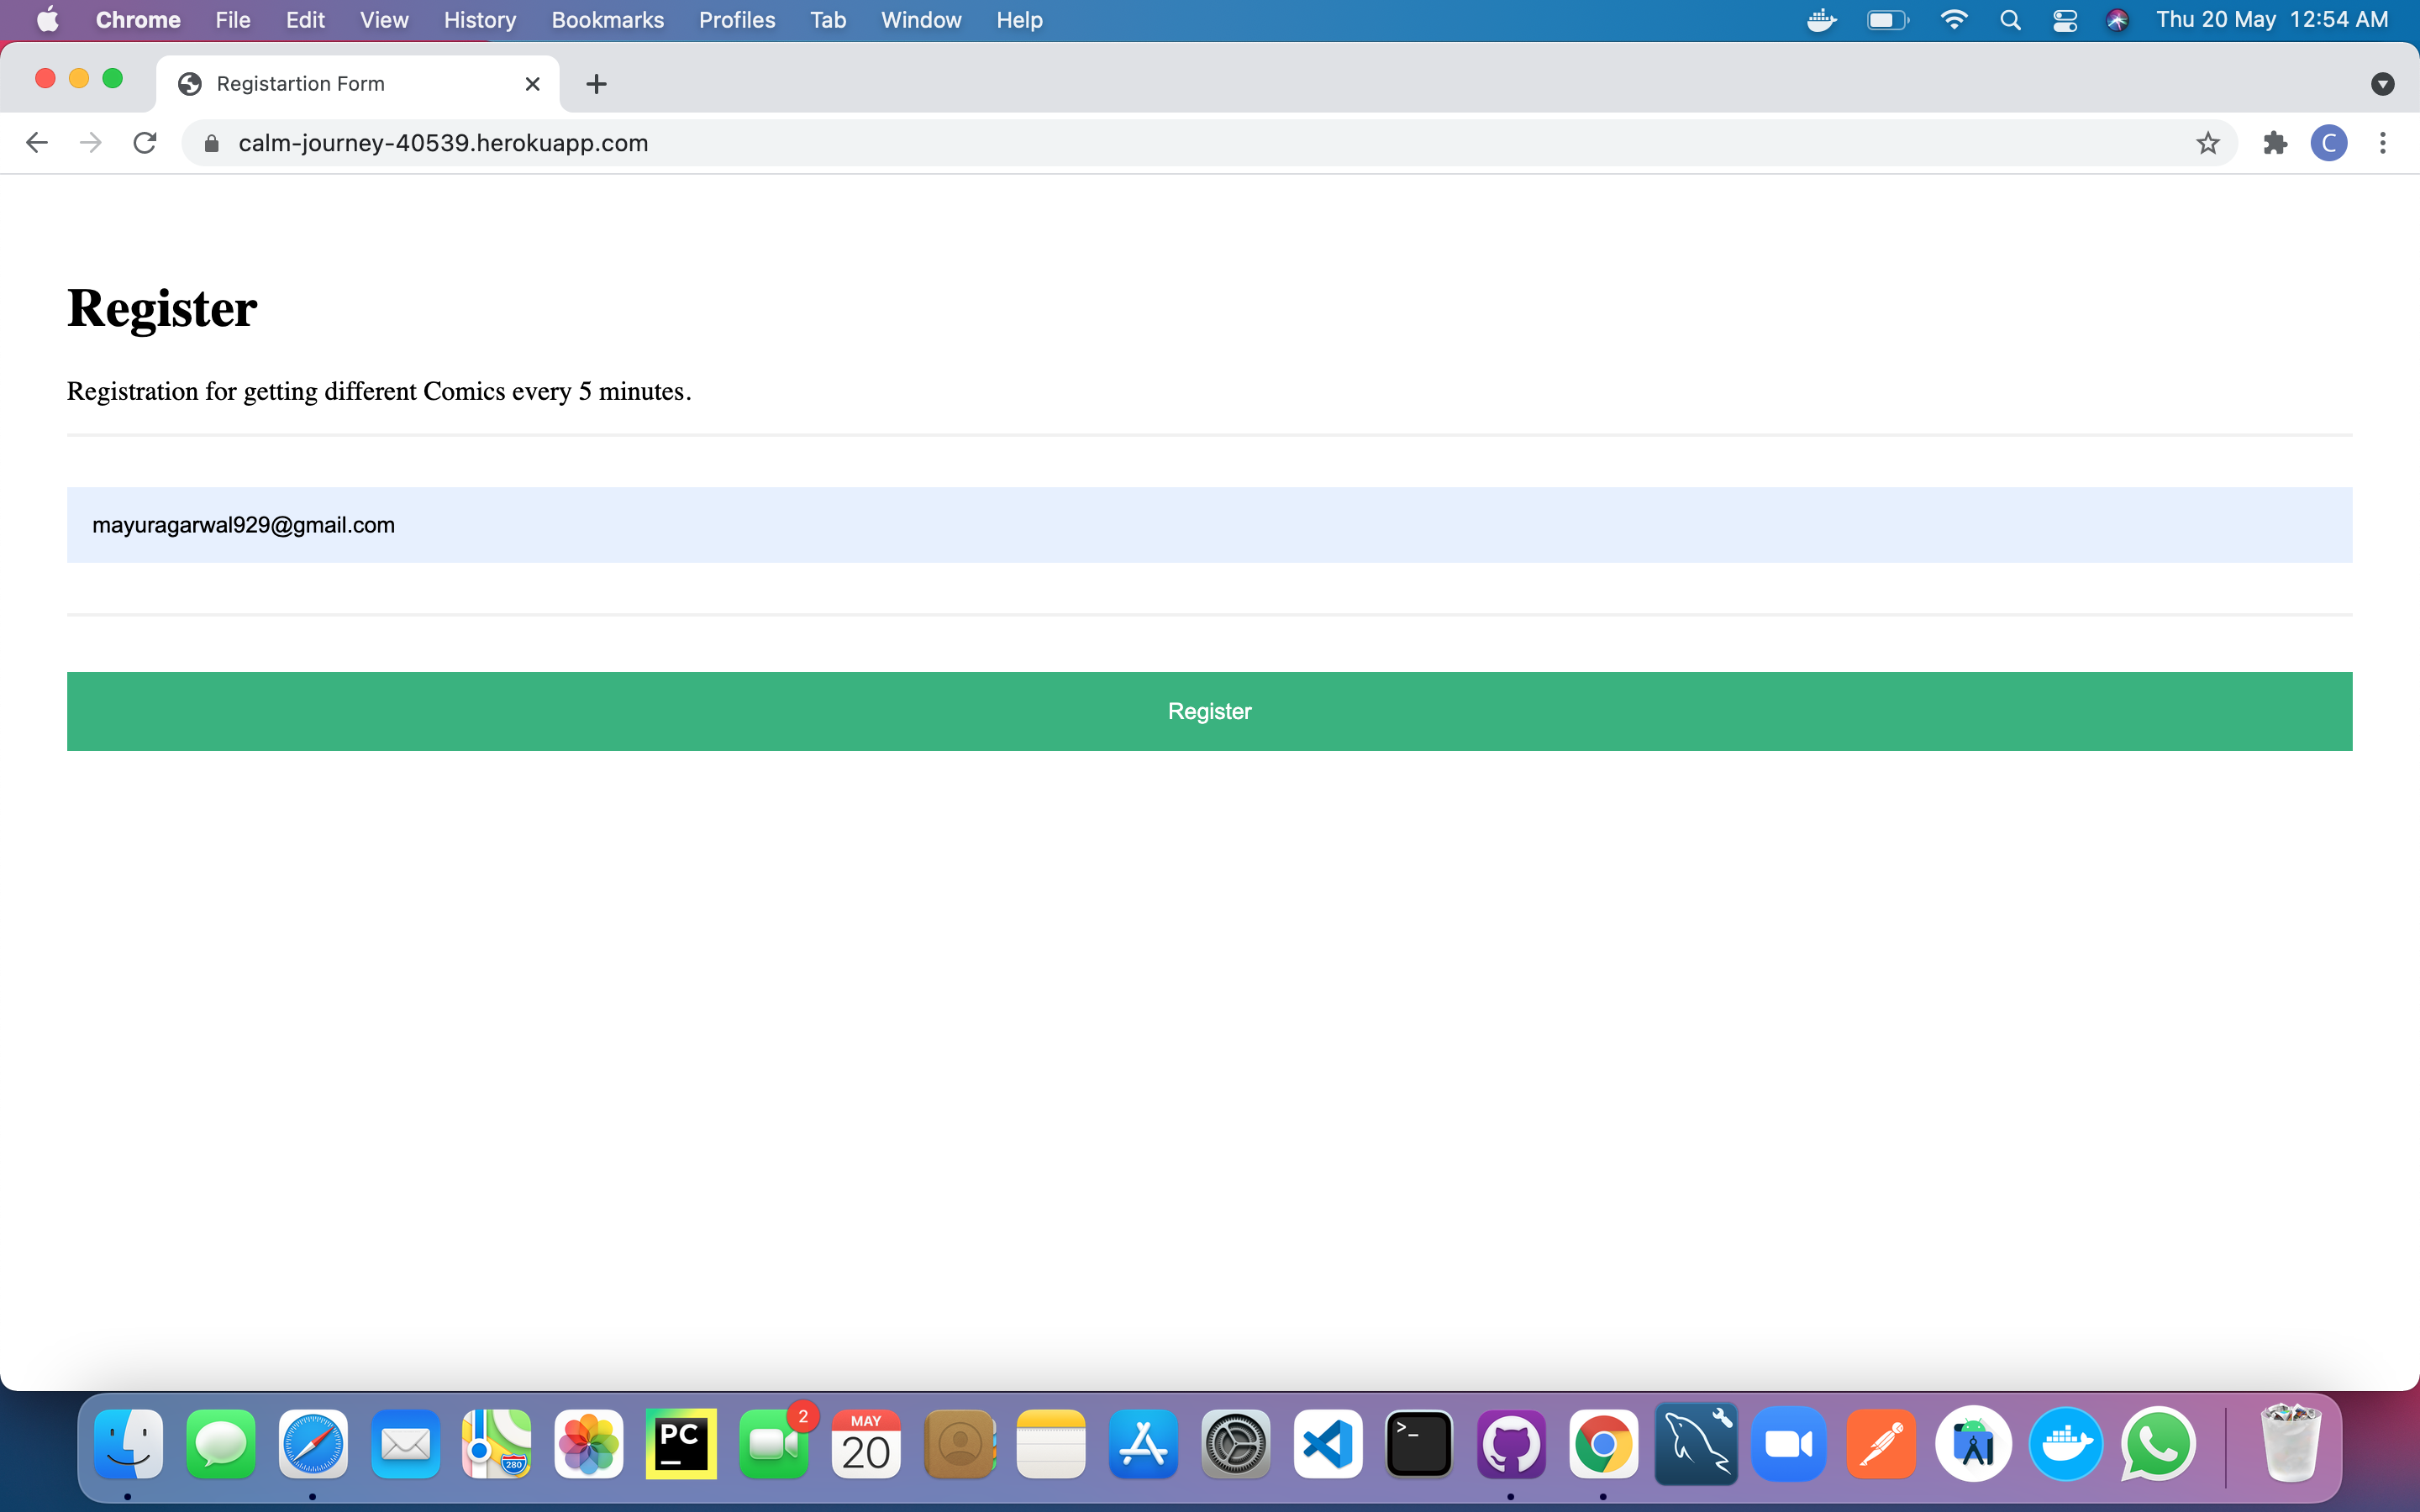 Chrome File Edit View History Bookmarks Profiles Tab Window Help Thu 20 May 12:54 AM
Registartion Form
calm-journey-40539.herokuapp.com C
Register
Registration for getting different Comics every 5 minutes.
mayuragarwal929@gmail.com
Register
2
PC
MAY
20
280
>_